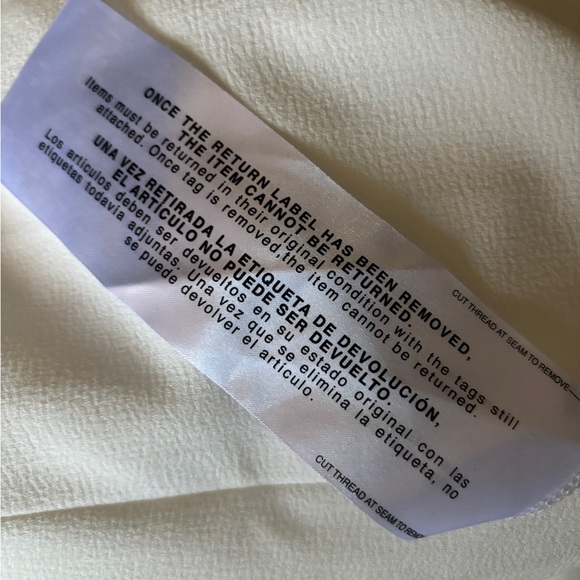 ONCE THE RETURN LABEL HAS BEEN REMOVED,
THE ITEM CANNOT BE RETURNED.
Items must be returned in their original condition with the tags still
attached. Once tag is removed the item cannot be returned.
UNA VEZ RETIRADA LA ETIQUETA DE DEVOLUCIÓN,
EL ARTÍCULO NO PUEDE SER DEVUELTO.
Los artículos deben ser devueltos en su estado original con las
etiquetas todavía adjuntas. Una vez que se elimina la etiqueta, no
se puede devolver el artículo.
CUT THREAD AT SEAM TO REMOVE
CUT THREAD AT SEAM TO REMOVE